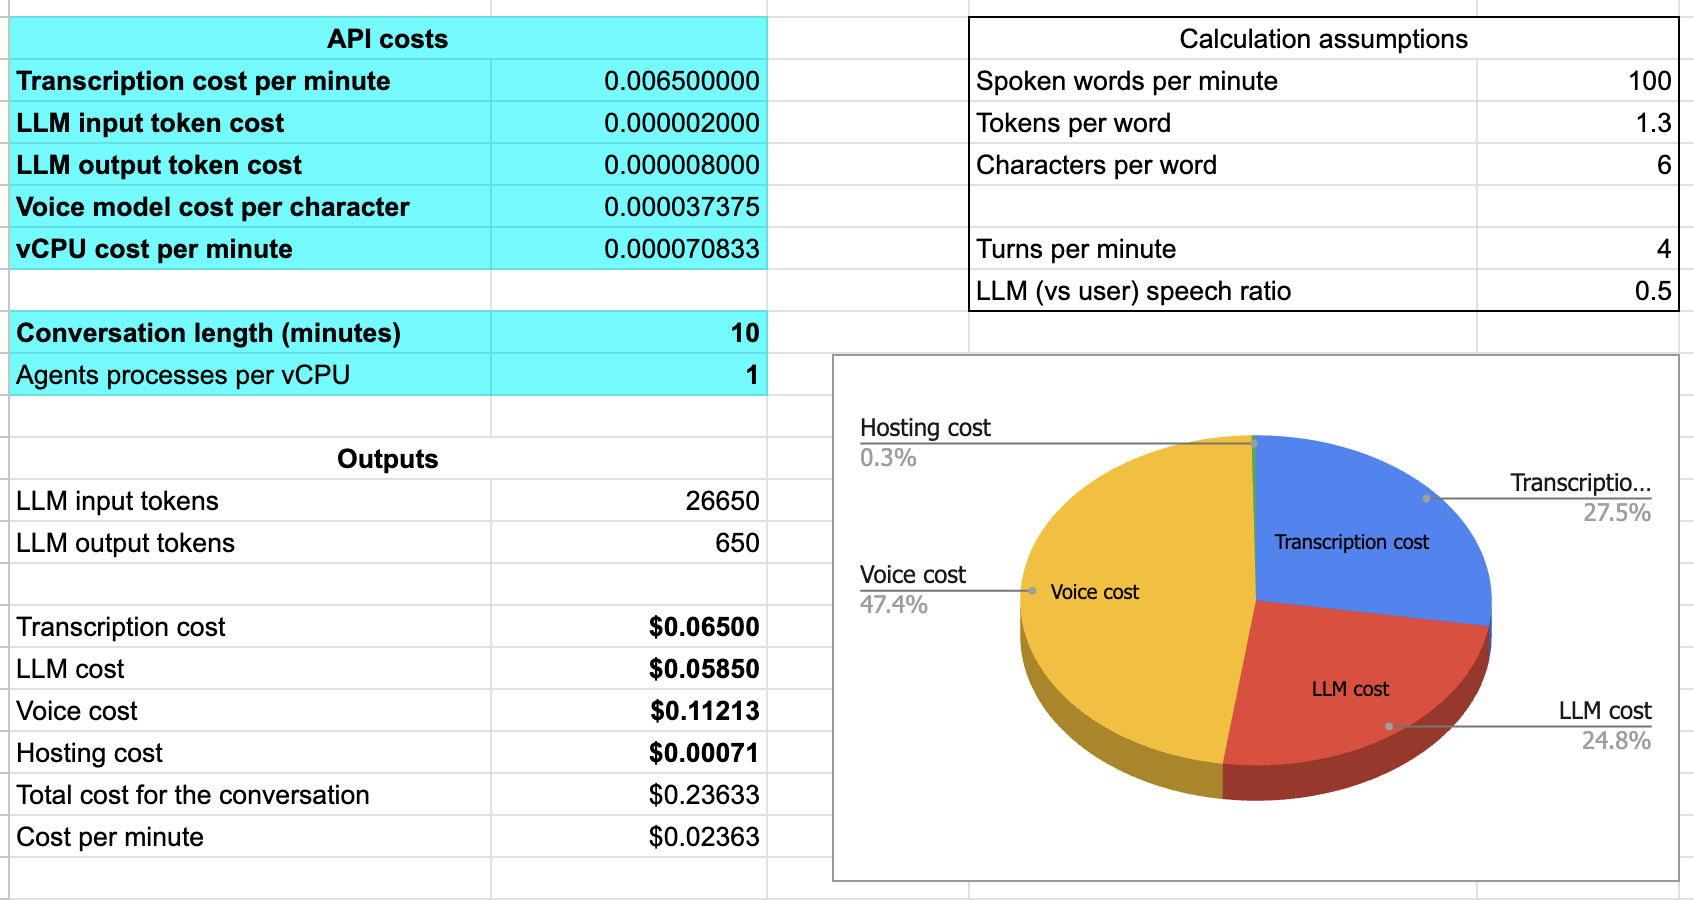 API costs
Transcription cost per minute 0.006500000
LLM input token cost 0.000002000
LLM output token cost 0.000008000
Voice model cost per character 0.000037375
vCPU cost per minute 0.000070833
Conversation length (minutes) 10
Agents processes per vCPU 1
Outputs
LLM input tokens 26650
LLM output tokens 650
Transcription cost $0.06500
LLM cost $0.05850
Voice cost $0.11213
Hosting cost $0.00071
Total cost for the conversation $0.23633
Cost per minute $0.02363
Calculation assumptions
Spoken words per minute 100
Tokens per word 1.3
Characters per word 6
Turns per minute 4
LLM (vs user) speech ratio 0.5
Hosting cost
0.3%
Transcriptio...
27.5%
Transcription cost
Voice cost
47.4%
Voice cost
LLM cost
LLM cost
24.8%